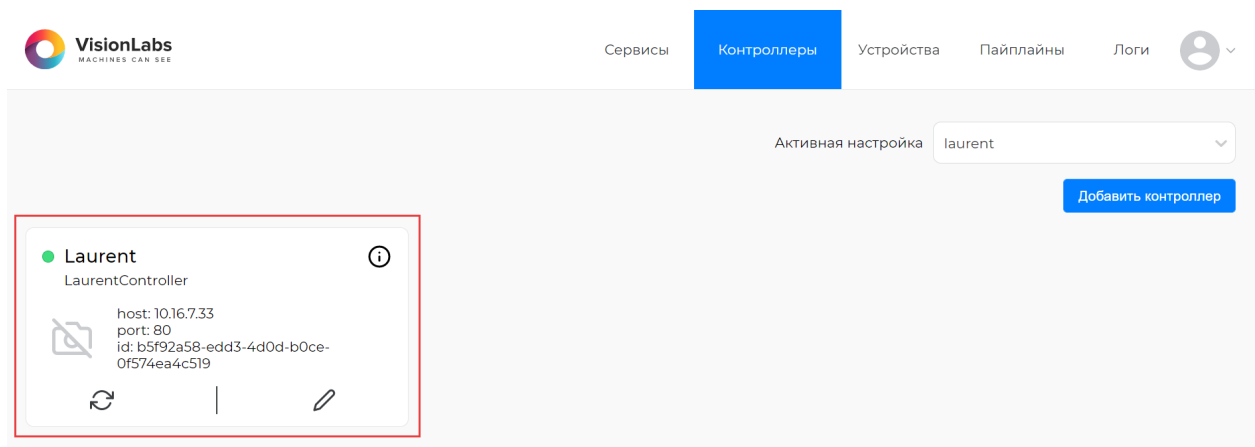 VisionLabs
MACHINES CAN SEE
Сервисы
Контроллеры
Устройства
Пайплайны
Логи
Активная настройка
laurent
Добавить контроллер
Laurent
LaurentController
host: 10.16.7.33
port: 80
id: b5f92a58-edd3-4d0d-b0ce-
0f574ea4c519